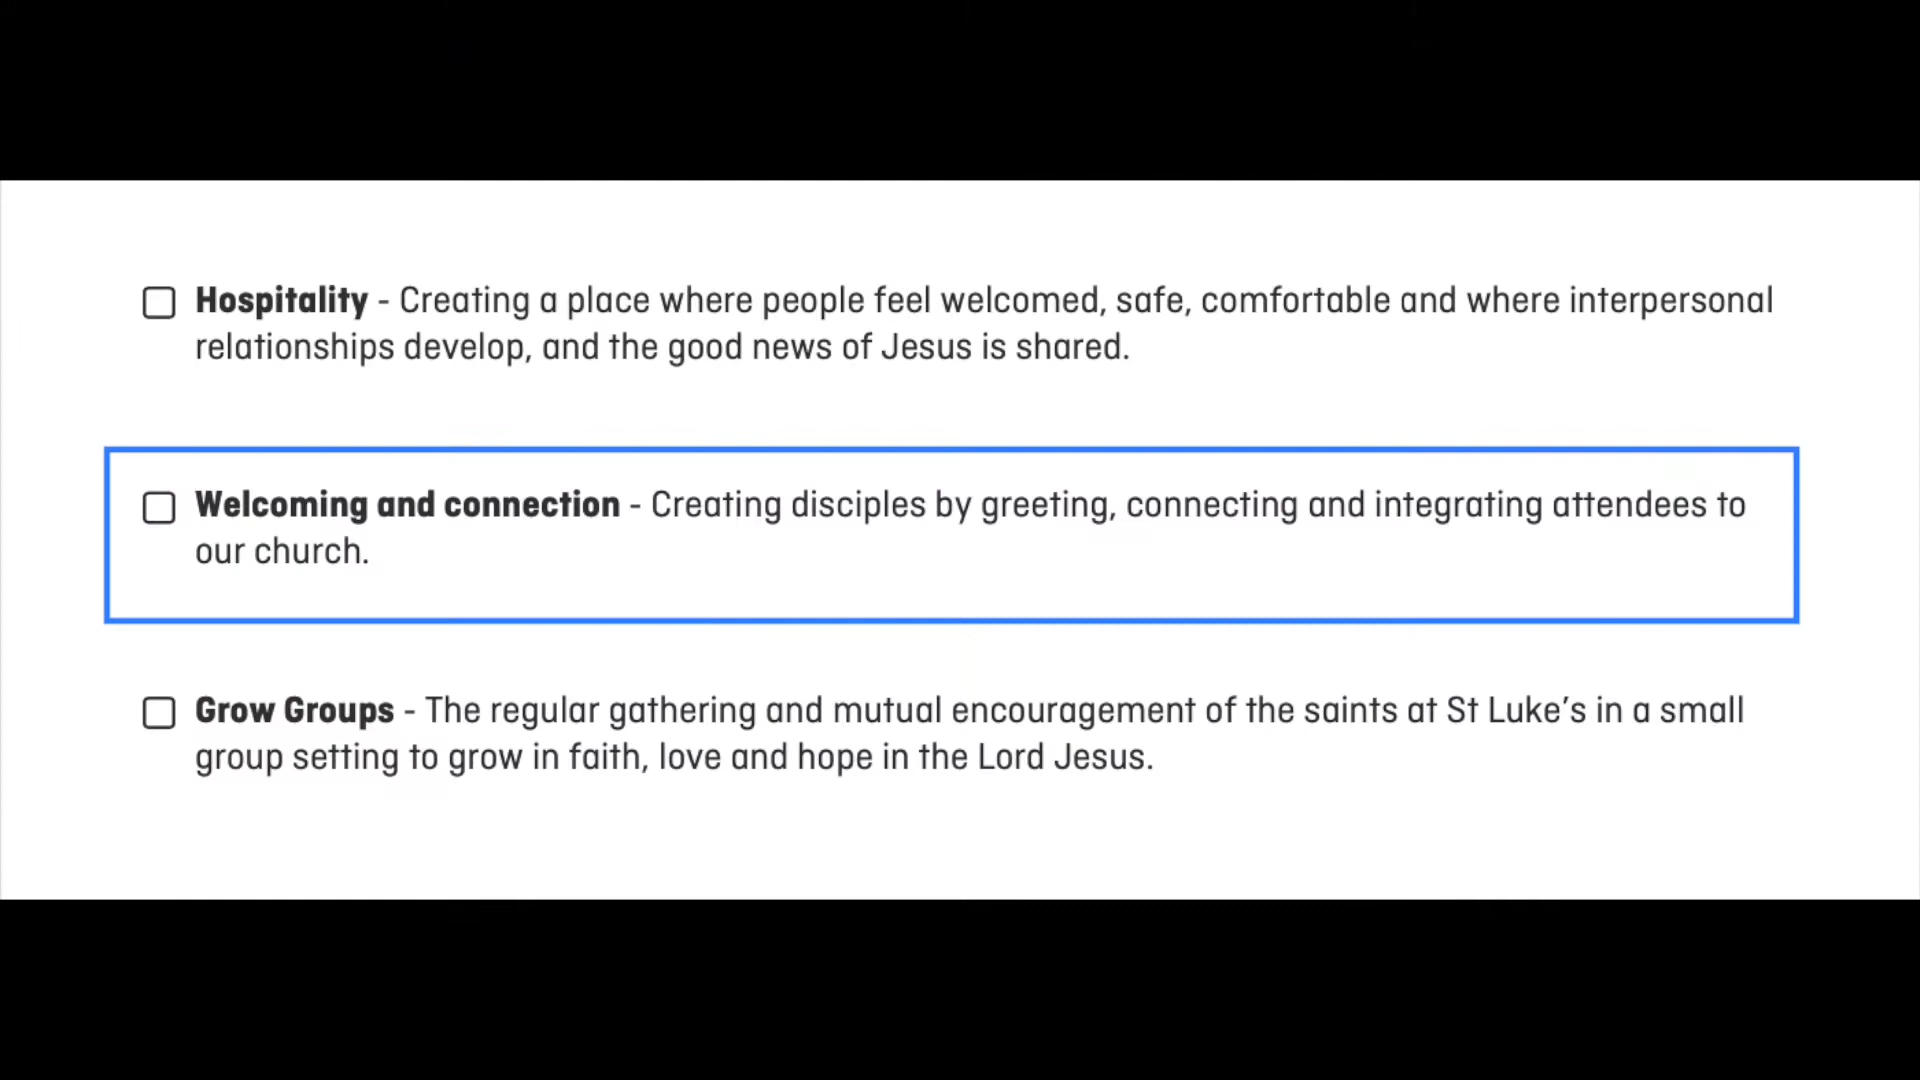 Hospitality - Creating a place where people feel welcomed, safe, comfortable and where interpersonal
relationships develop, and the good news of Jesus is shared.
Welcoming and connection - Creating disciples by greeting, connecting and integrating attendees to
our church.
Grow Groups - The regular gathering and mutual encouragement of the saints at St Luke’s in a small
group setting to grow in faith, love and hope in the Lord Jesus.